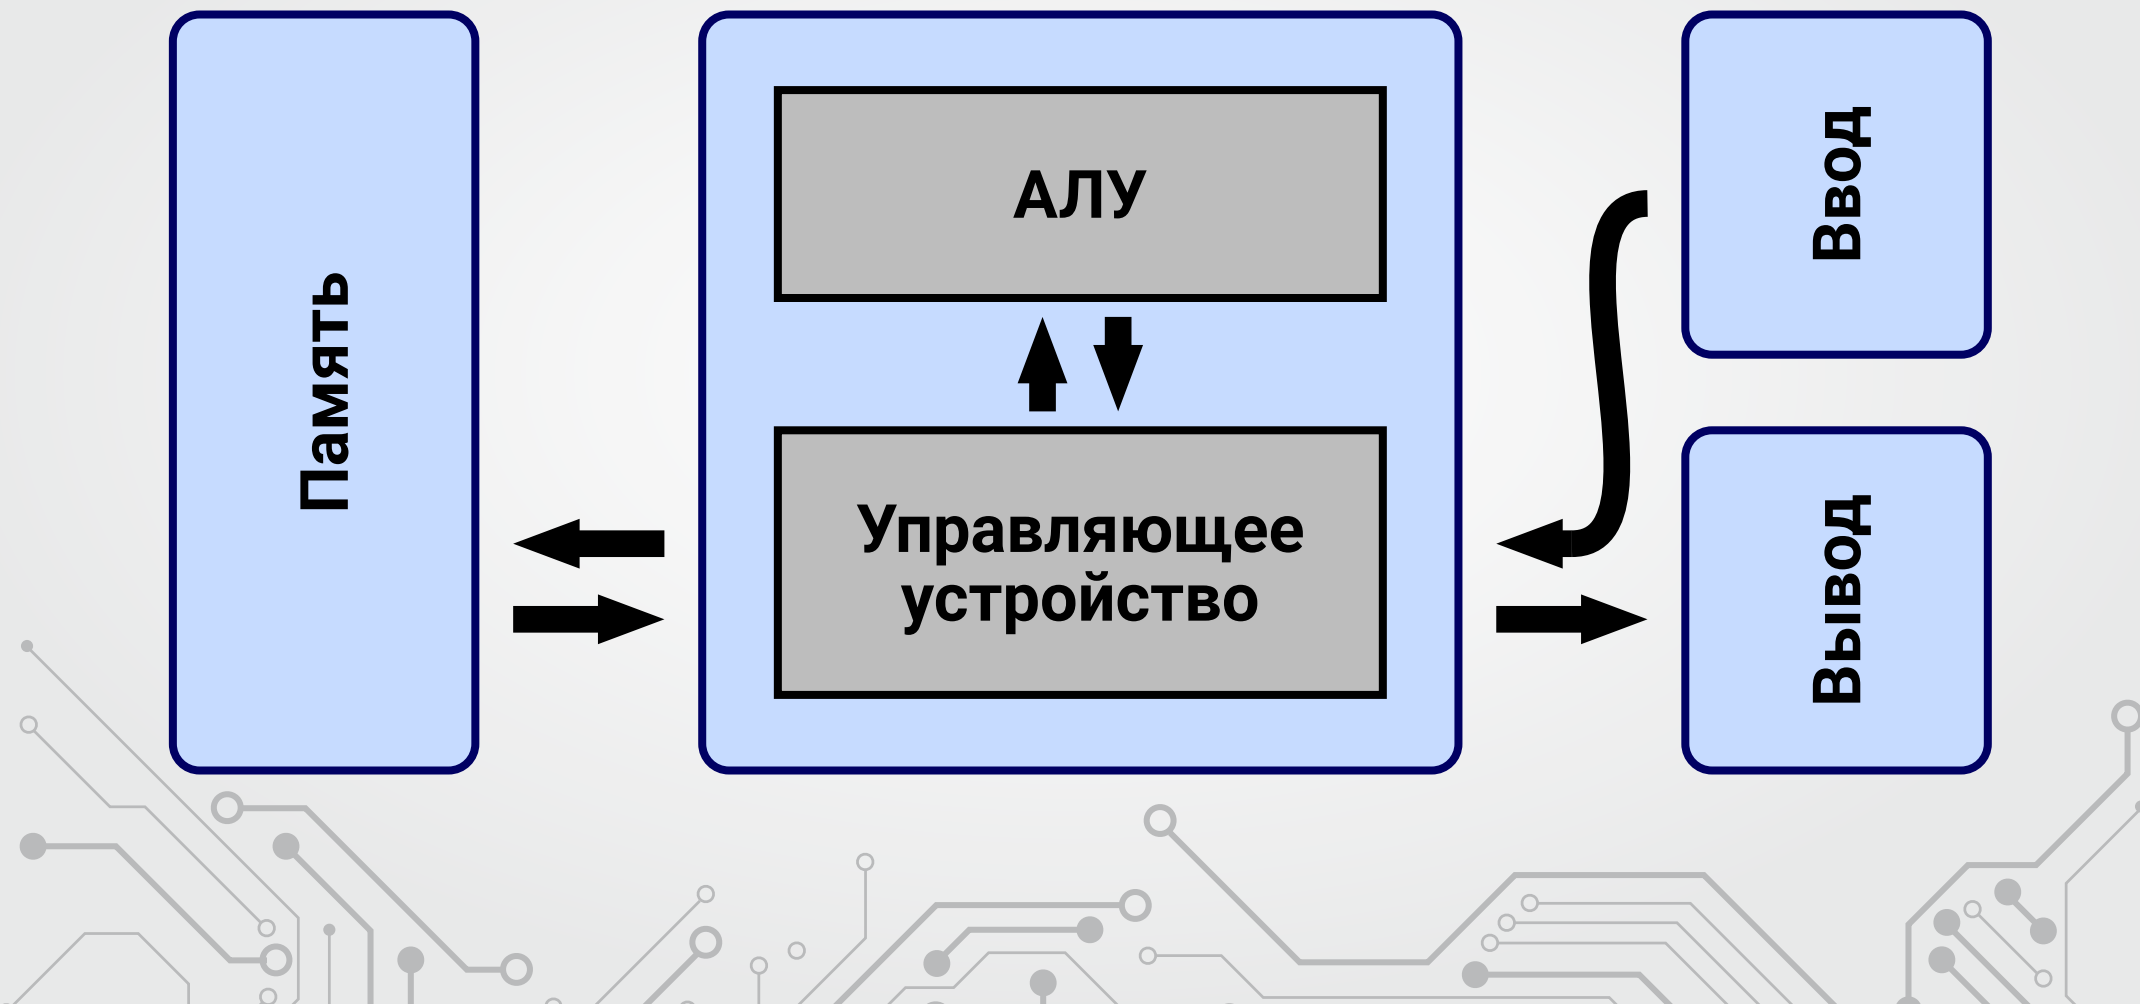 Память
АЛУ
Управляющее
устройство
Ввод
Вывод